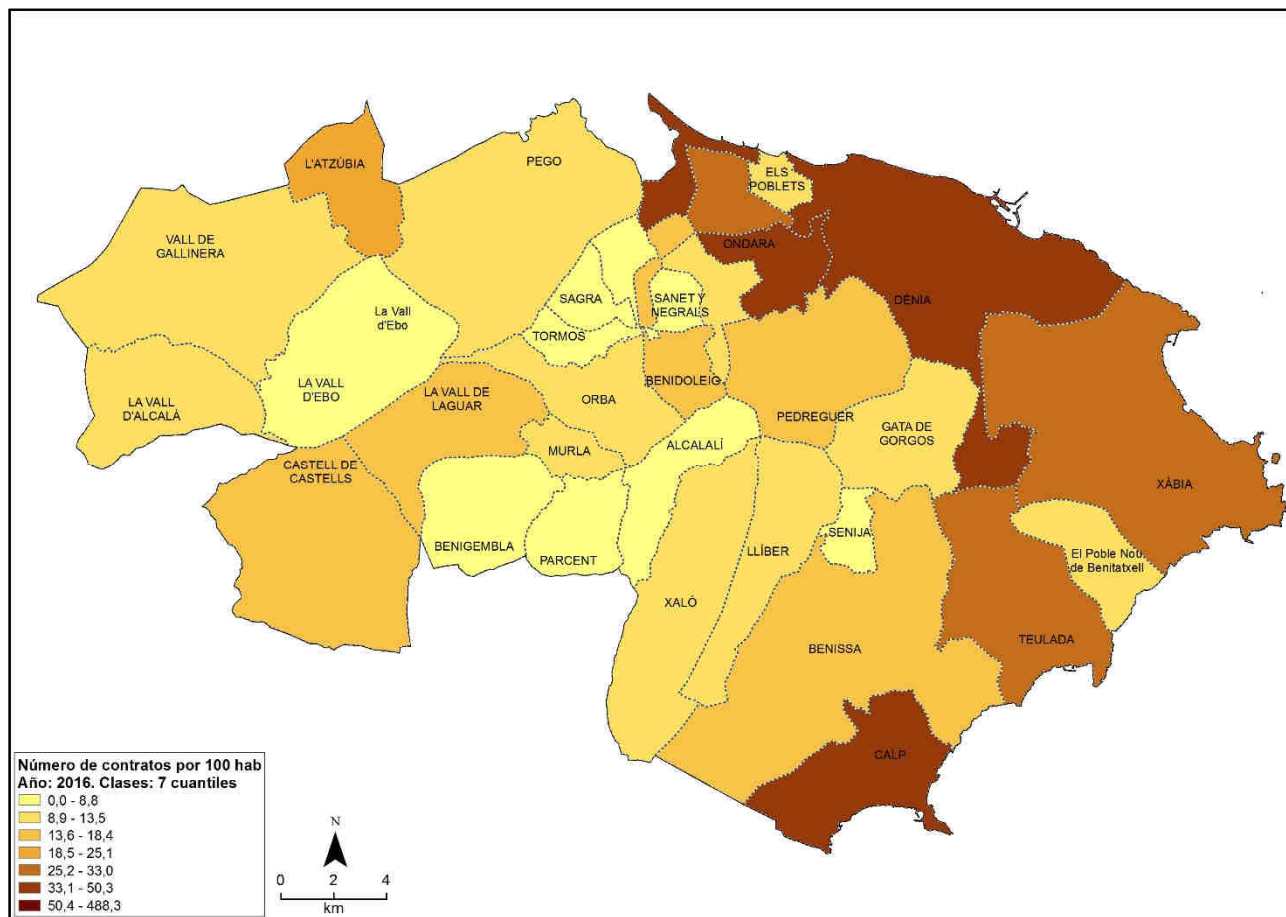 L'ATZÚBIA
PEGO
ELS
POBLETS
VALL DE
GALLINERA
ONDARA
SAGRA
SANET Y
NEGRALS
DÉNIA
La Vall
d'Ebo
TORMOS
LA VALL
D'EBO
LA VALL
D'ALCALÀ
LA VALL DE
LAGUAR
ORBA
BENIDOLEIG
PEDREGUER
GATA DE
GORGOS
MURLA
ALCALALÍ
CASTELL DE
CASTELLS
XÀBIA
BENIGEMBLA
PARCENT
LLÍBER
SENIJA
El Poble Nou
de Benitatxell
XALÓ
BENISSA
TEULADA
CALP
Número de contratos por 100 hab
Año: 2016. Clases: 7 cuantiles
0,0 - 8,8
8,9 - 13,5
13,6 - 18,4
18,5 - 25,1
25,2 - 33,0
33,1 - 50,3
50,4 - 488,3
N
0 2 4
km